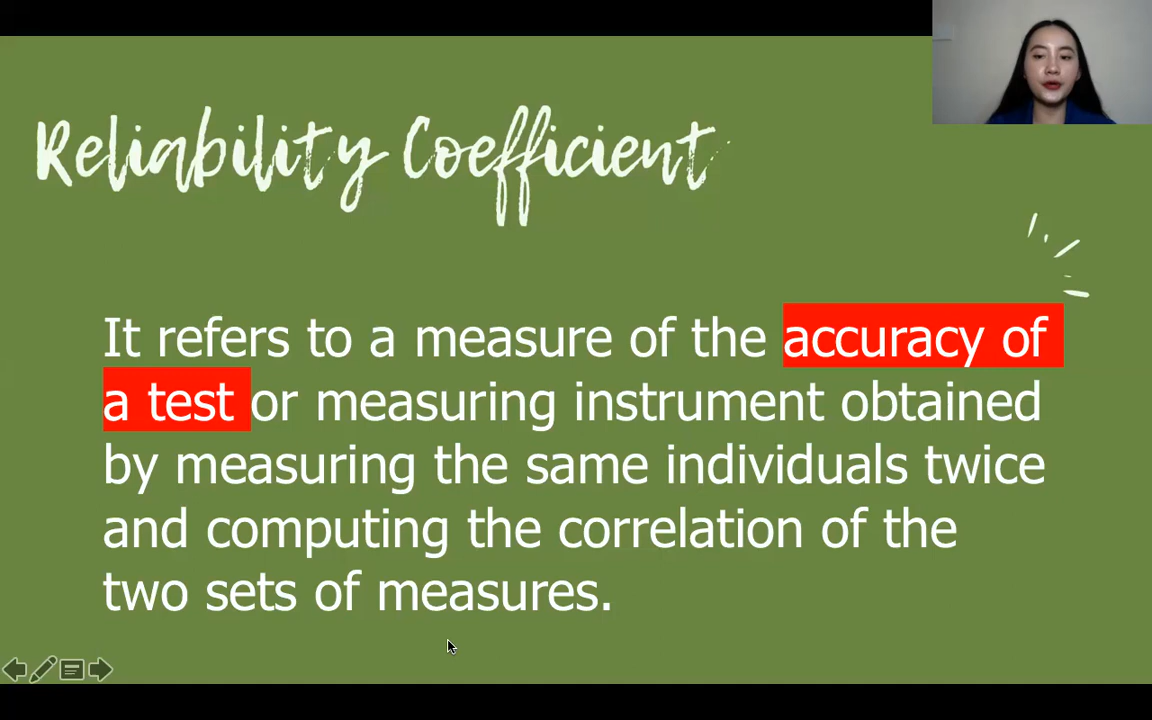 Reliability Coefficient
It refers to a measure of the accuracy of
a test or measuring instrument obtained
by measuring the same individuals twice
and computing the correlation of the
two sets of measures.